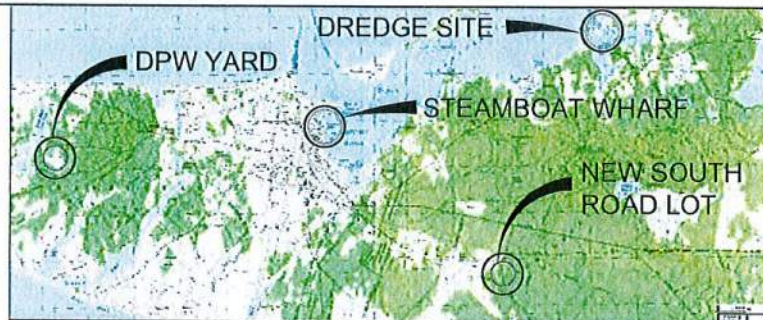 DREDGE SITE
DPW YARD
STEAMBOAT WHARF
NEW SOUTH
ROAD LOT